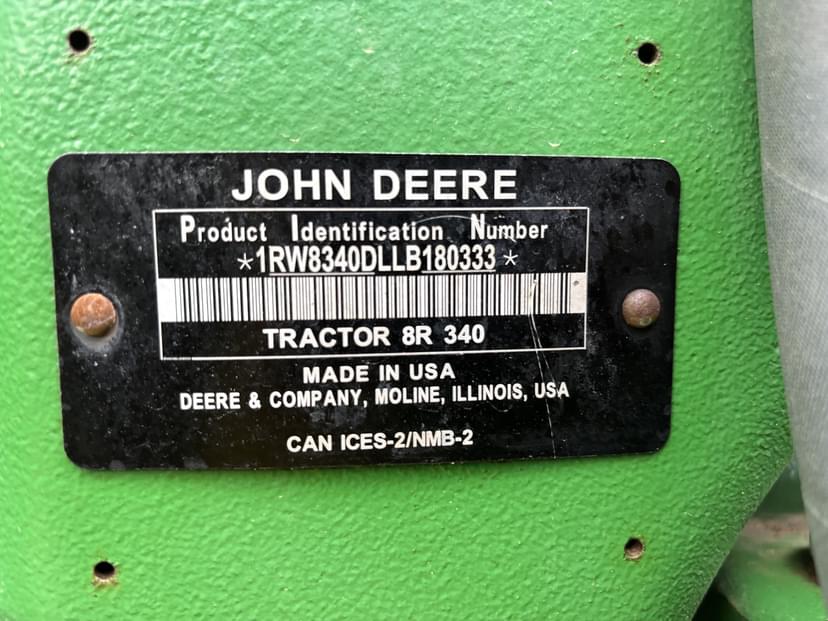 JOHN DEERE
Product Identification Number
*1RW8340DLLB180333*
TRACTOR 8R 340
MADE IN USA
DEERE & COMPANY, MOLINE, ILLINOIS, USA
CAN ICES-2/NMB-2